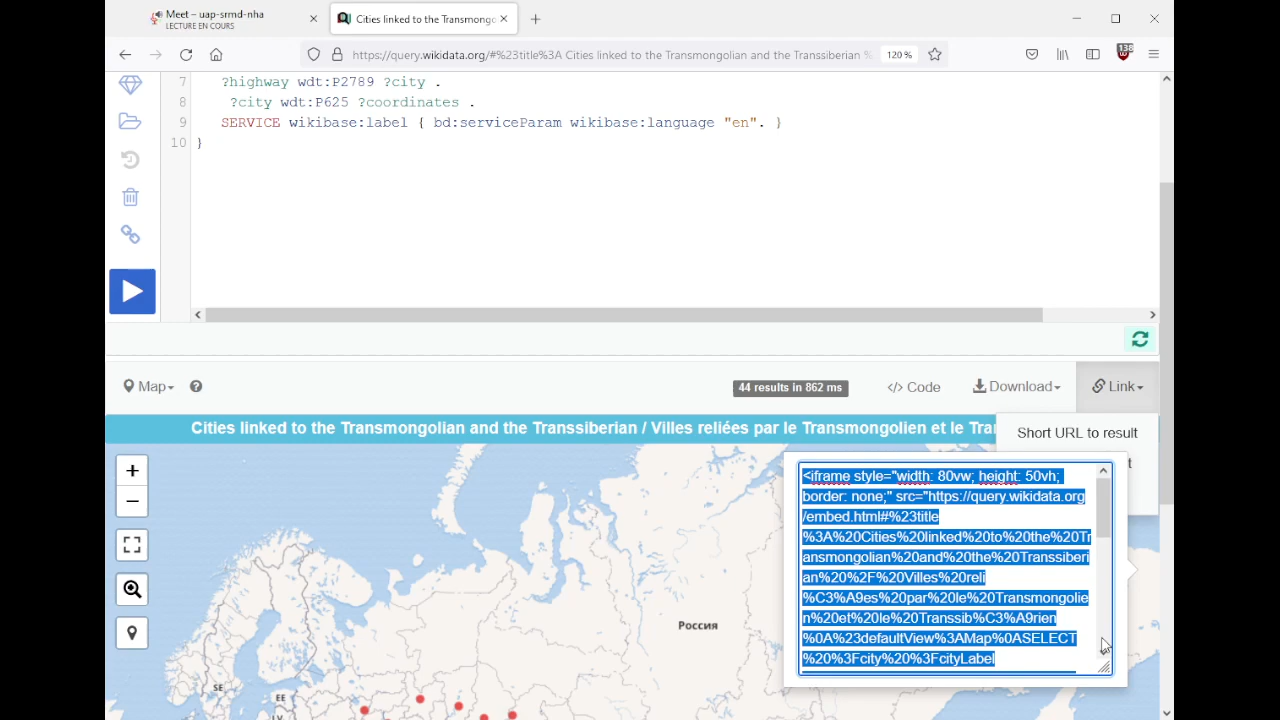 Meet – uap-srmd-nha
LECTURE EN COURS
Cities linked to the Transmongo
https://query.wikidata.org/#%23title%3A Cities linked to the Transmongolian and the Transsiberian %
120 %
138
7 ?highway wdt:P2789 ?city .
8 ?city wdt:P625 ?coordinates .
9 SERVICE wikibase:label { bd:serviceParam wikibase:language "en". }
10 }
Map
44 results in 862 ms
</> Code
Download
Link
Cities linked to the Transmongolian and the Transsiberian / Villes reliées par le Transmongolien et le Tran
Short URL to result
t
+
−
<iframe style="width: 80vw; height: 50vh;
border: none;" src="https://query.wikidata.org
/embed.html#%23title
%3A%20Cities%20linked%20to%20the%20Tr
ansmongolian%20and%20the%20Transsiberi
an%20%2F%20Villes%20reli
%C3%A9es%20par%20le%20Transmongolie
n%20et%20le%20Transsib%C3%A9rien
%0A%23defaultView%3AMap%0ASELECT
%20%3Fcity%20%3FcityLabel
Россия
SE
EE
LV